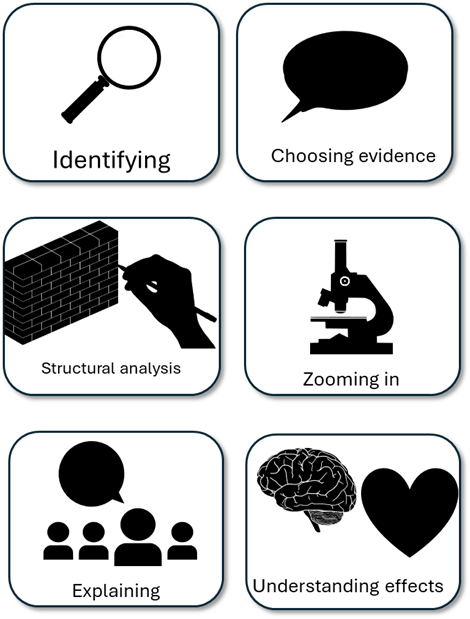 Identifying
Choosing evidence
Structural analysis
Zooming in
Explaining
Understanding effects